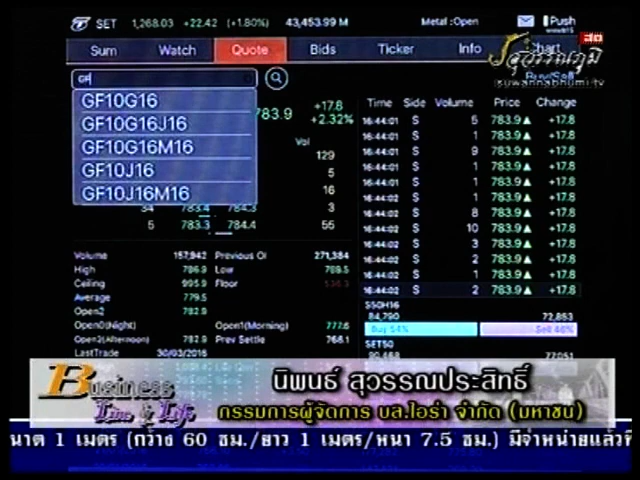 SET 1,268.03 +22.42 (+1.80%) 43,453.99 M Metal :Open Push
Sum Watch Quote Bids Ticker Info Chart
สุวรรณภูมิ สด
suwannabhumi.tv
GF
GF10G16
GF10G16J16
GF10G16M16
GF10J16
GF10J16M16
783.9 +17.8
+2.32%
Vol
129
5
16
34 783.4 784.3 3
5 783.3 784.4 55
Time Side Volume Price Change
16:44:01 S 5 783.9▲ +17.8
16:44:01 S 1 783.9▲ +17.8
16:44:01 S 9 783.9▲ +17.8
16:44:01 S 1 783.9▲ +17.8
16:44:01 S 1 783.9▲ +17.8
16:44:02 S 1 783.9▲ +17.8
16:44:02 S 8 783.9▲ +17.8
16:44:02 S 10 783.9▲ +17.8
16:44:02 S 3 783.9▲ +17.8
16:44:02 S 2 783.9▲ +17.8
16:44:02 S 1 783.9▲ +17.8
16:44:02 S 2 783.9▲ +17.8
Volume 157,942 Previous OI 271,384
High 786.9 Low
Ceiling 995.9 Floor
Average 779.5
Open2 782.9
Open0(Night) Open1(Morning) 777.6
Open2(Afternoon) 782.9 Prev Settle 766.1
LastTrade 30/03/2016
S50H16
84,790 72,853
Buy 54% Sell 46%
SET50
77,051
Business
Line & Life
นิพนธ์ สุวรรณประสิทธิ์
กรรมการผู้จัดการ บล.ไอร่า จำกัด (มหาชน)
นาด 1 เมตร (กว้าง 60 ซม./ยาว 1 เมตร/หนา 7.5 ซม.) มีจำหน่ายแล้วที